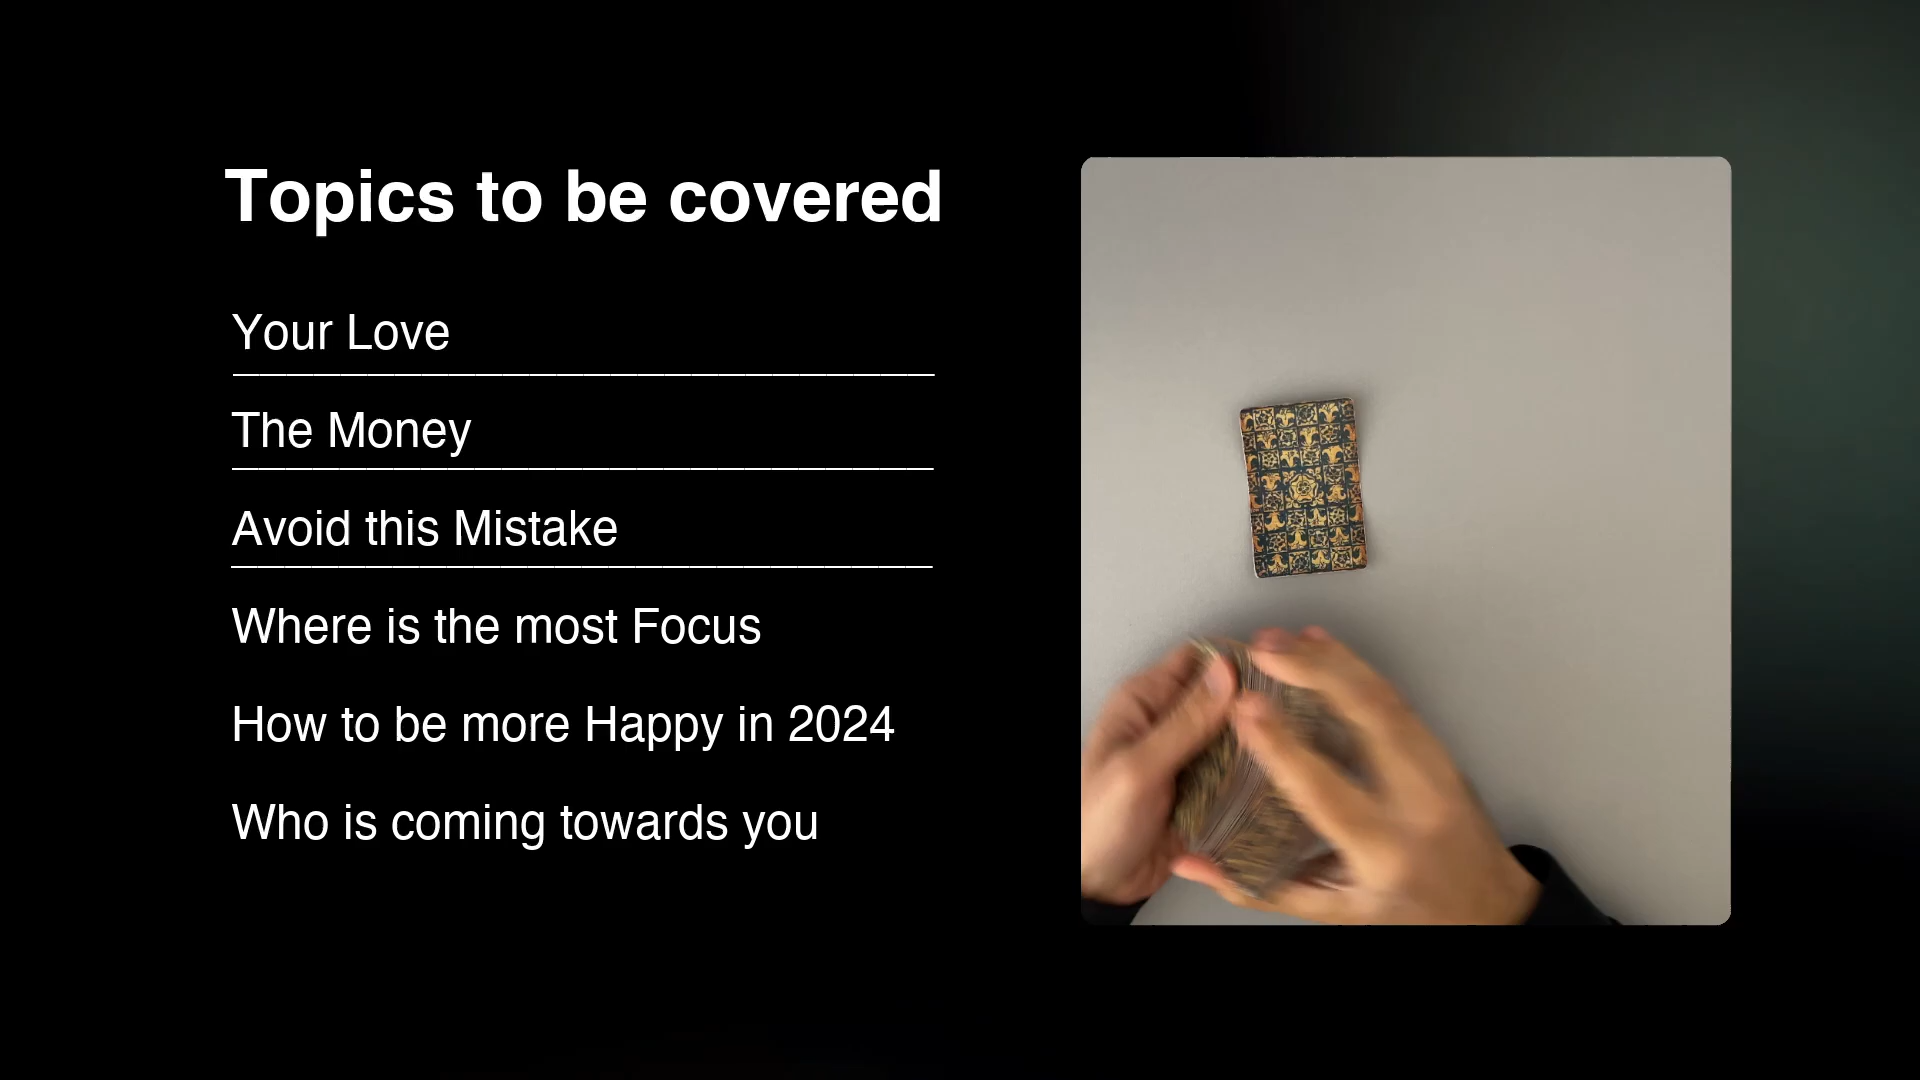 Topics to be covered
Your Love
The Money
Avoid this Mistake
Where is the most Focus
How to be more Happy in 2024
Who is coming towards you